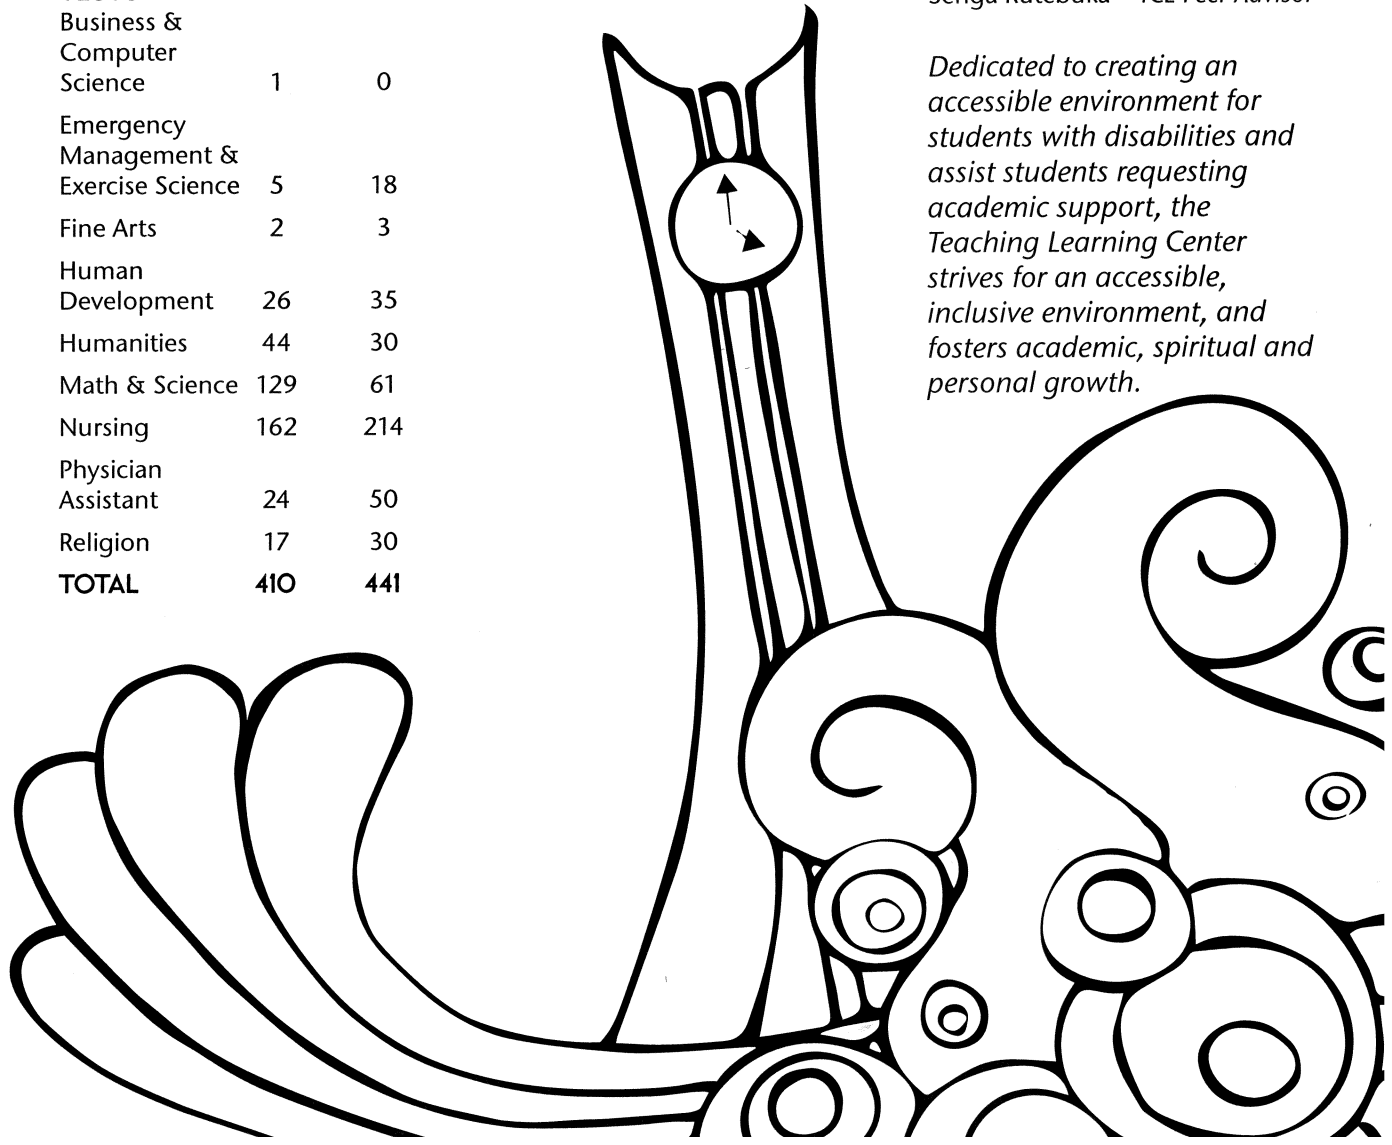 Business &
Computer
Science 1 0
Emergency
Management &
Exercise Science 5 18
Fine Arts 2 3
Human
Development 26 35
Humanities 44 30
Math & Science 129 61
Nursing 162 214
Physician
Assistant 24 50
Religion 17 30
TOTAL 410 441
Dedicated to creating an
accessible environment for
students with disabilities and
assist students requesting
academic support, the
Teaching Learning Center
strives for an accessible,
inclusive environment, and
fosters academic, spiritual and
personal growth.